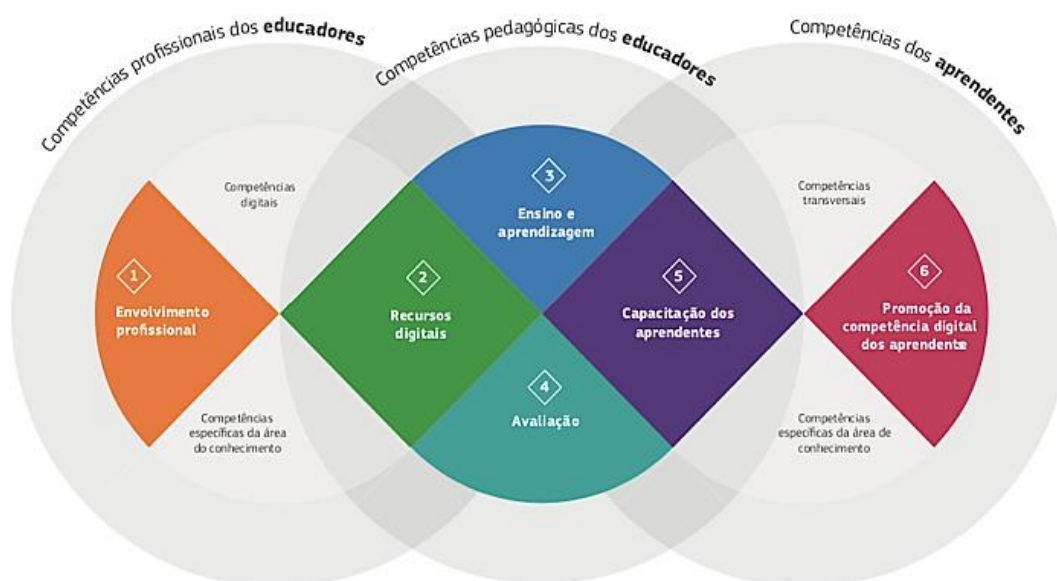 Competências profissionais dos educadores
Competências pedagógicas dos educadores
Competências dos aprendentes
Competências
digitais
1
Envolvimento
profissional
Competências
específicas da área
do conhecimento
2
Recursos
digitais
3
Ensino e
aprendizagem
4
Avaliação
5
Capacitação dos
aprendentes
Competências
transversais
6
Promoção da
competência digital
dos aprendente
Competências
específicas da área de
conhecimento